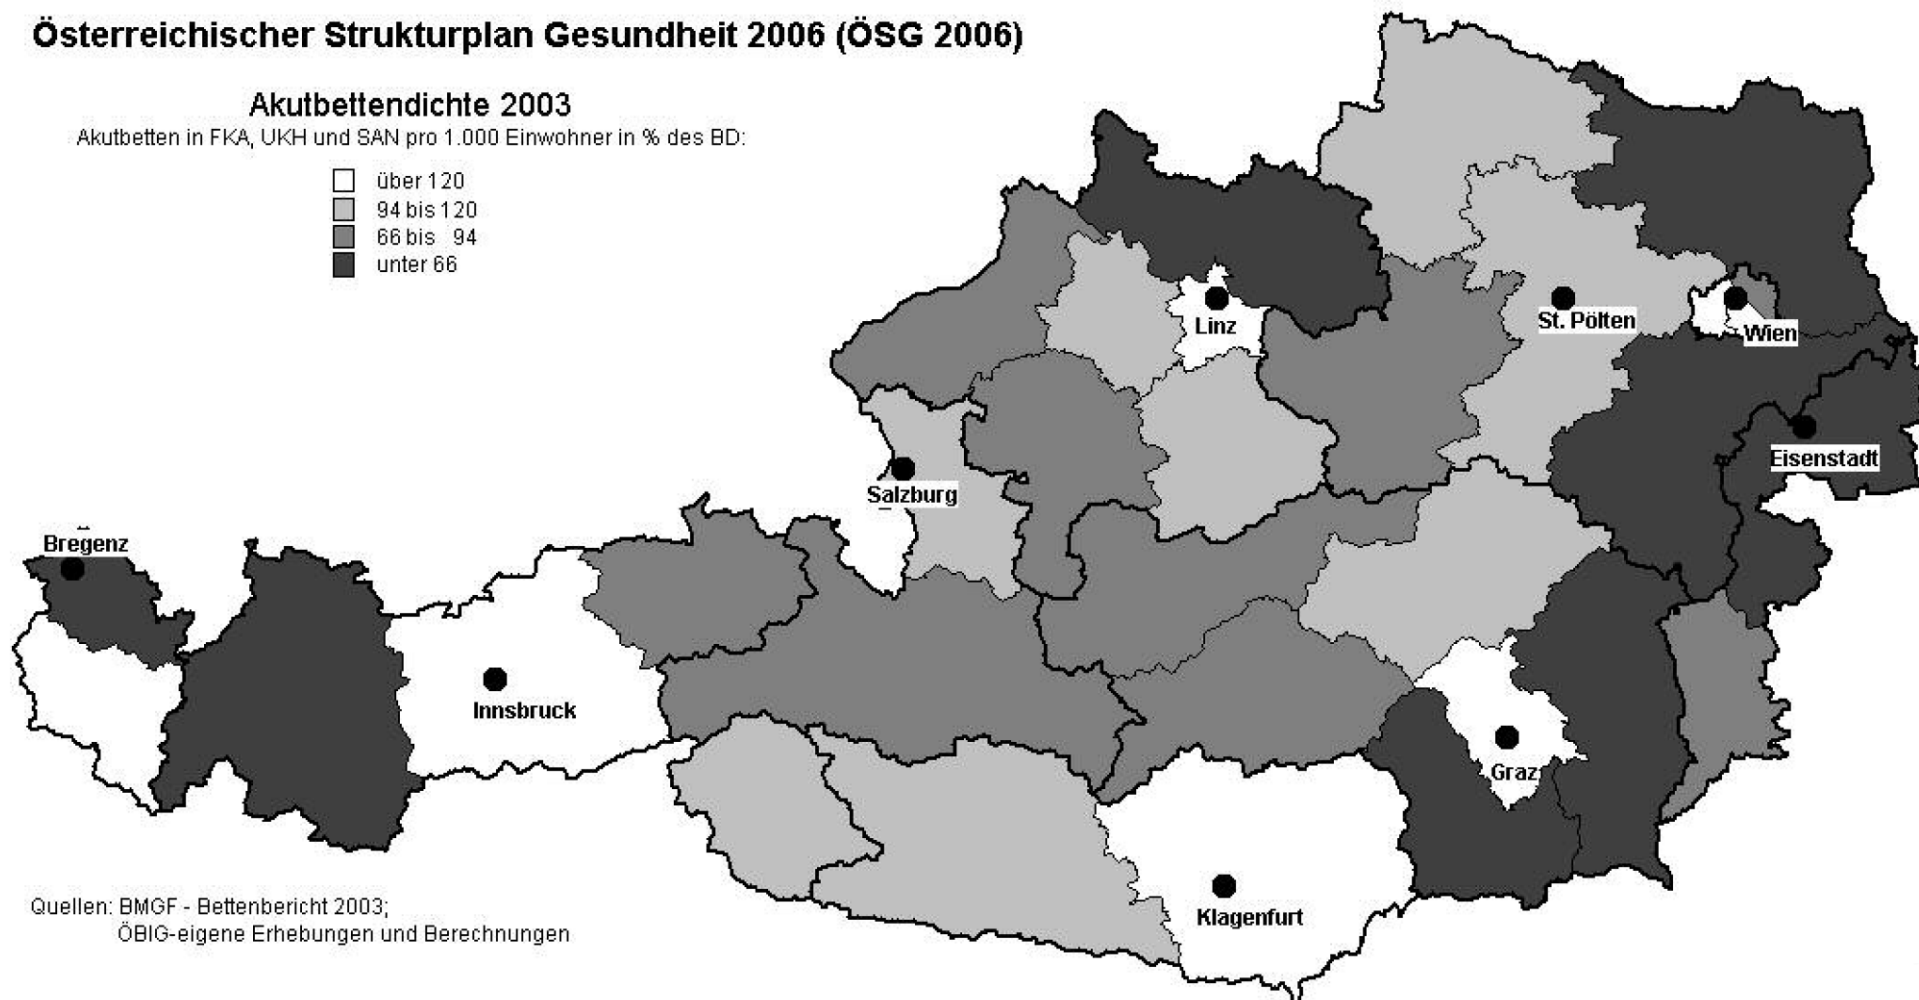 Österreichischer Strukturplan Gesundheit 2006 (ÖSG 2006)
Akutbettendichte 2003
Akutbetten in FKA, UKH und SAN pro 1.000 Einwohner in % des BD:
über 120
94 bis 120
66 bis 94
unter 66
Linz
St. Pölten
Wien
Eisenstadt
Salzburg
Bregenz
Innsbruck
Graz
Klagenfurt
Quellen: BMGF - Bettenbericht 2003;
ÖBIG-eigene Erhebungen und Berechnungen